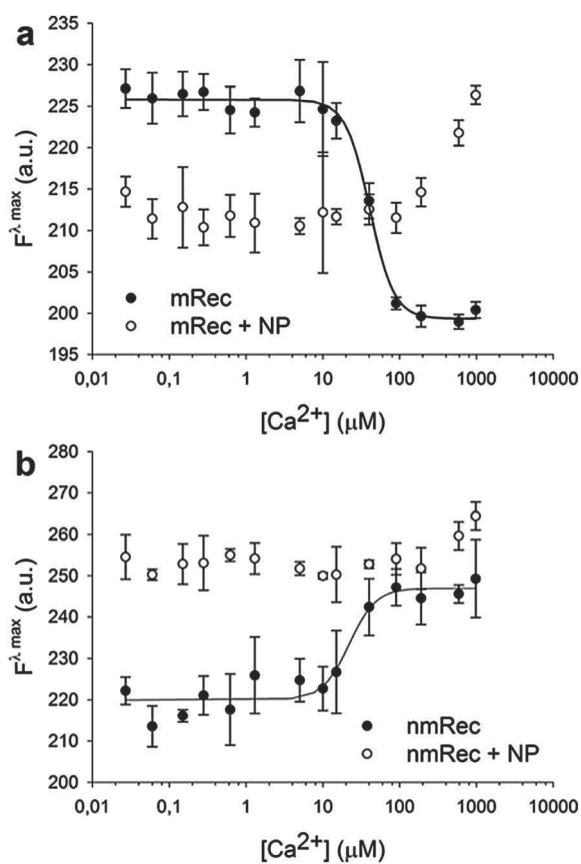 a
230
225
220
215
210
205
200
195
F^λ max (a.u.)
mRec
mRec + NP
0,01 0,1 1 10 100 1000 10000
[Ca2+] (μM)
b
280
270
260
250
240
230
220
210
200
F^λ max (a.u.)
nmRec
nmRec + NP
0,01 0,1 1 10 100 1000 10000
[Ca2+] (μM)